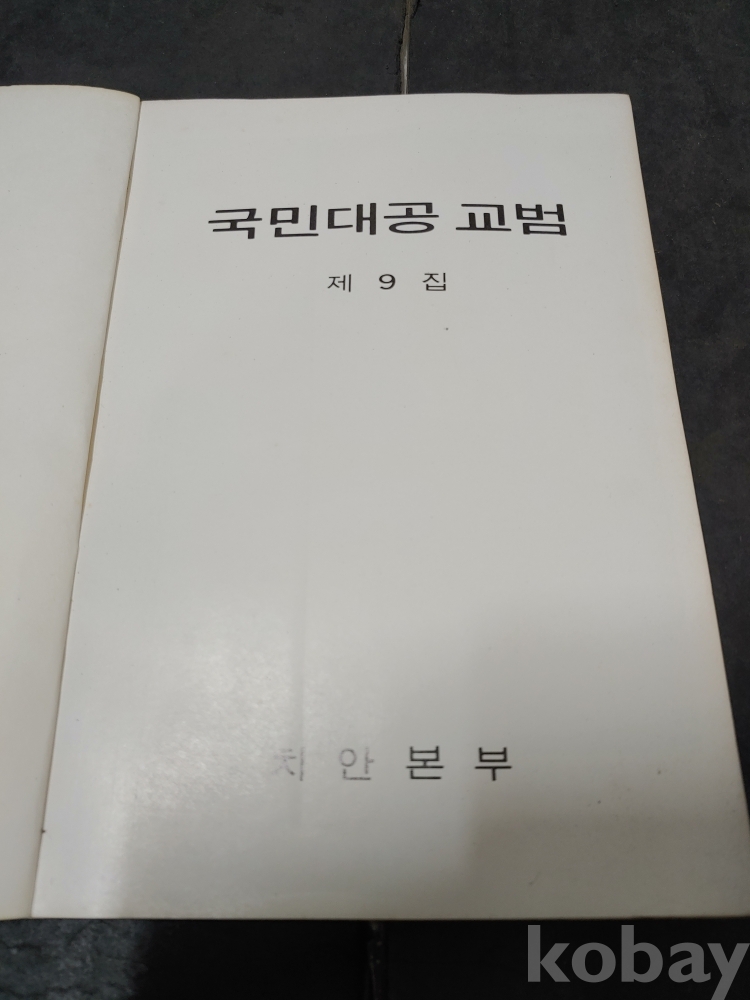 국민대공 교범
제 9 집
치안본부
kobay